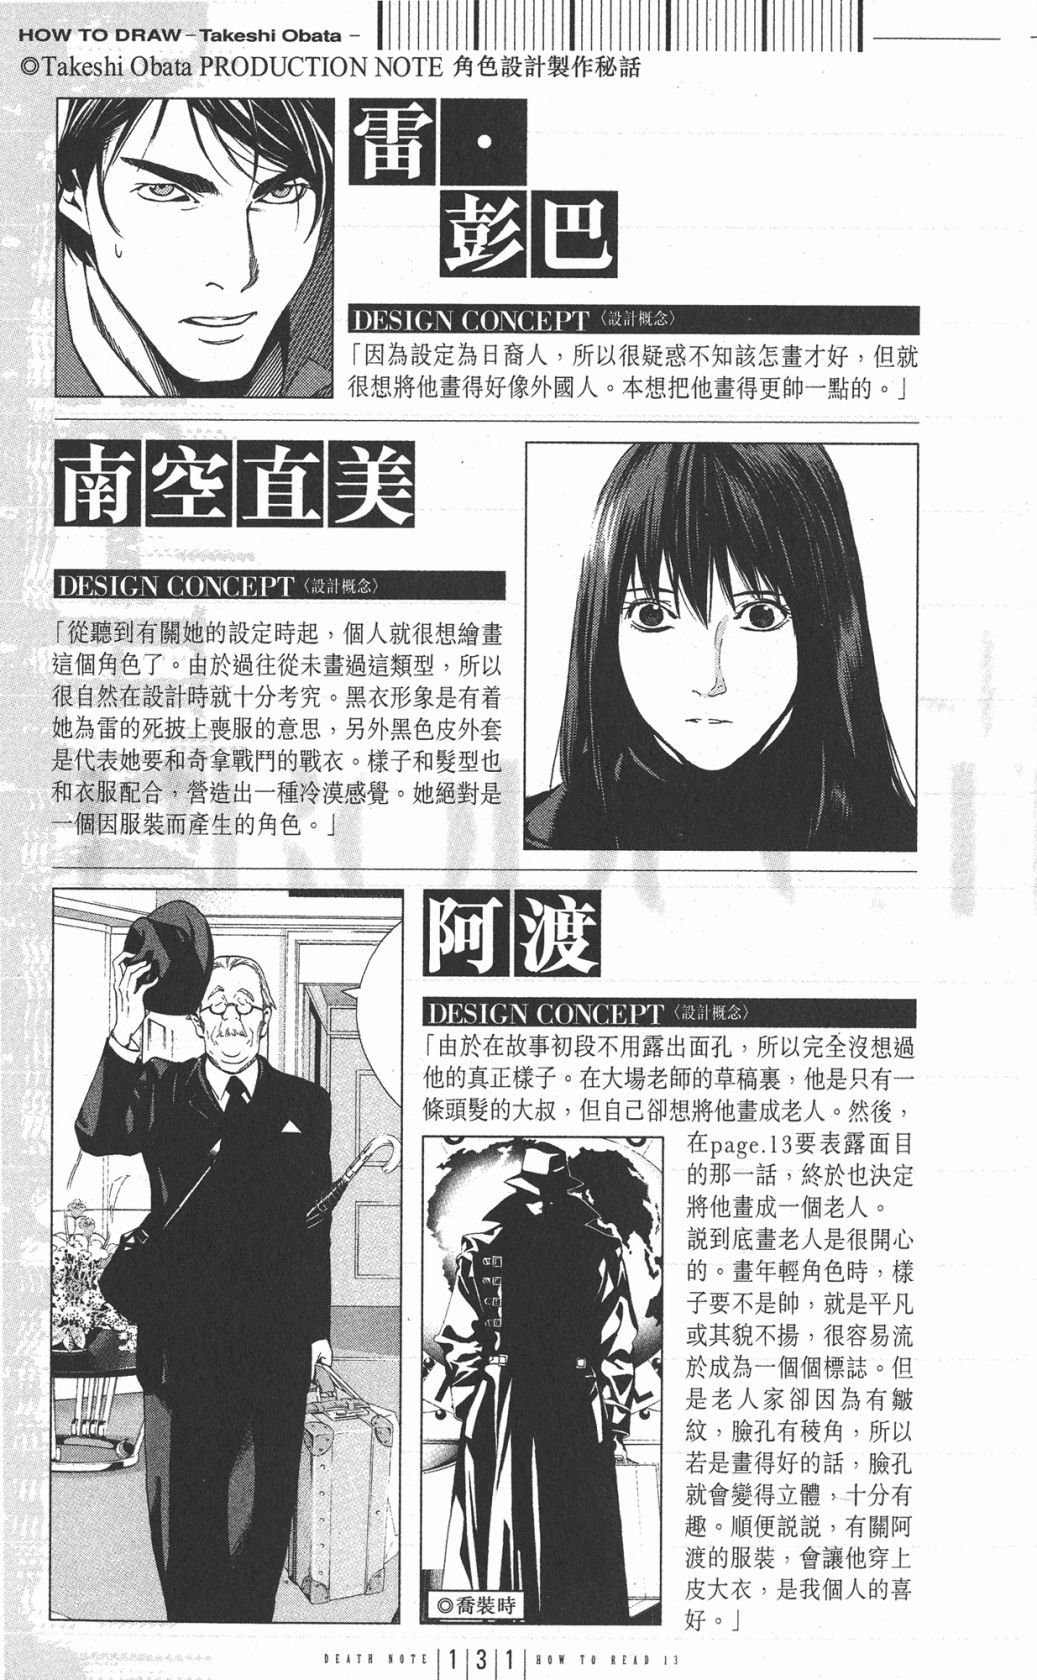 HOW TO DRAW–Takeshi Obata –
◎Takeshi Obata PRODUCTION NOTE 角色設計製作秘話
雷・
彭巴
DESIGN CONCEPT〈設計概念〉
「因為設定為日裔人，所以很疑惑不知該怎畫才好，但就
很想將他畫得好像外國人。本想把他畫得更帥一點的。」
南空直美
DESIGN CONCEPT〈設計概念〉
「從聽到有關她的設定時起，個人就很想繪畫
這個角色了。由於過往從未畫過這類型，所以
很自然在設計時就十分考究。黑衣形象是有着
她為雷的死披上喪服的意思，另外黑色皮外套
是代表她要和奇拿戰鬥的戰衣。樣子和髮型也
和衣服配合，營造出一種冷漠感覺。她絕對是
一個因服裝而產生的角色。」
阿渡
DESIGN CONCEPT〈設計概念〉
「由於在故事初段不用露出面孔，所以完全沒想過
他的真正樣子。在大場老師的草稿裏，他是只有一
條頭髮的大叔，但自己卻想將他畫成老人。然後，
在page.13要表露面目
的那一話，終於也決定
將他畫成一個老人。
説到底畫老人是很開心
的。畫年輕角色時，樣
子要不是帥，就是平凡
或其貌不揚，很容易流
於成為一個個標誌。但
是老人家卻因為有皺
紋，臉孔有稜角，所以
若是畫得好的話，臉孔
就會變得立體，十分有
趣。順便説説，有關阿
渡的服裝，會讓他穿上
皮大衣，是我個人的喜
好。」
◎喬裝時
DEATH NOTE 131 HOW TO READ 13